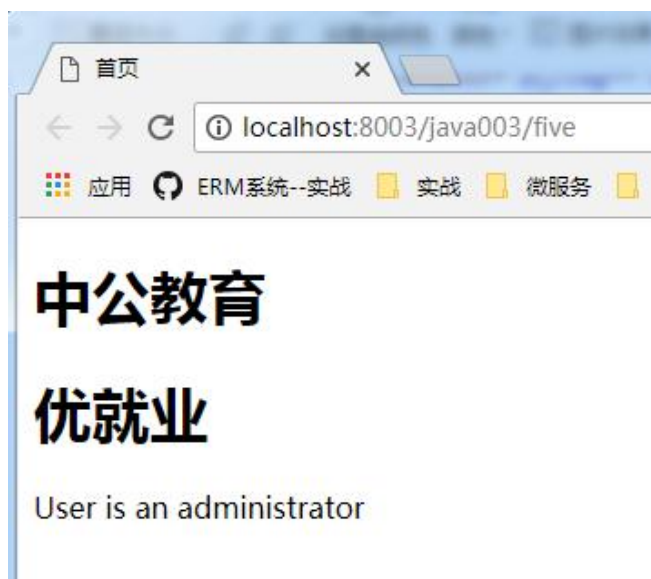 首页
localhost:8003/java003/five
应用 ERM系统--实战 实战 微服务
中公教育
优就业
User is an administrator